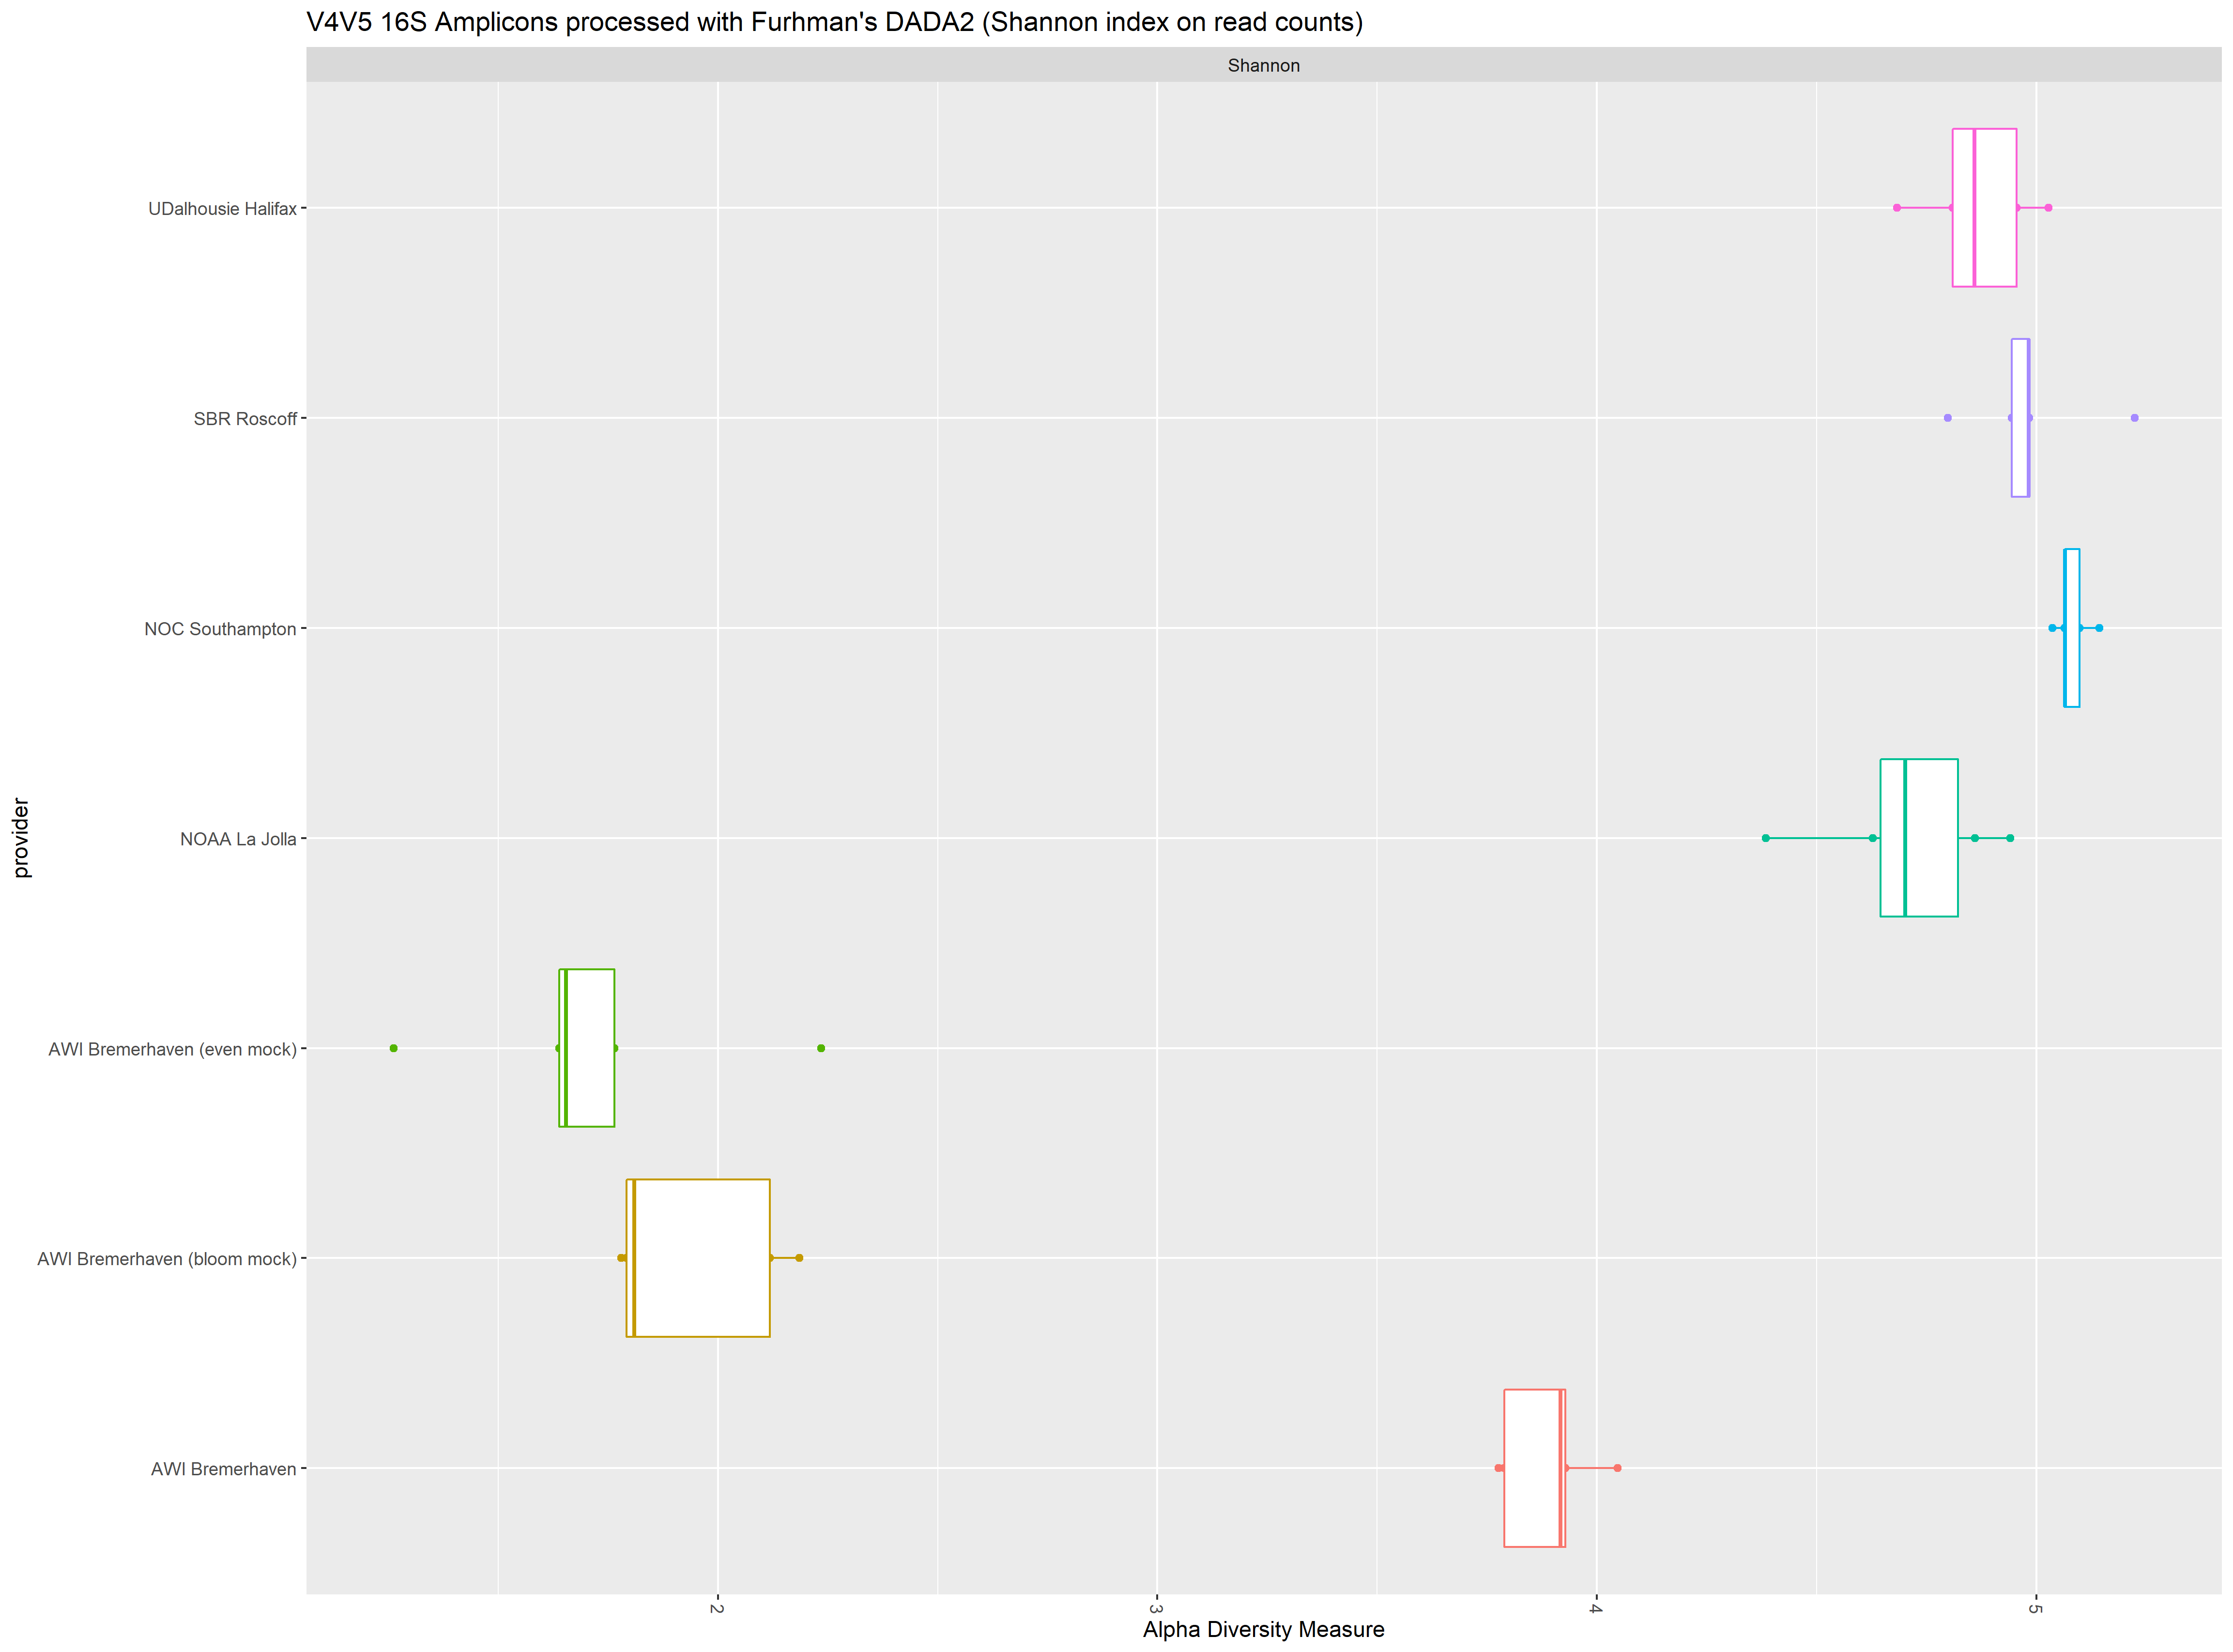 V4V5 16S Amplicons processed with Furhman's DADA2 (Shannon index on read counts)
Shannon
UDalhousie Halifax
SBR Roscoff
NOC Southampton
NOAA La Jolla
AWI Bremerhaven (even mock)
AWI Bremerhaven (bloom mock)
AWI Bremerhaven
provider
2
3
4
5
Alpha Diversity Measure